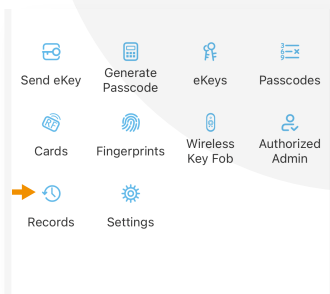 Send eKey
Generate
Passcode
eKeys
Passcodes
Cards
Fingerprints
Wireless
Key Fob
Authorized
Admin
Records
Settings